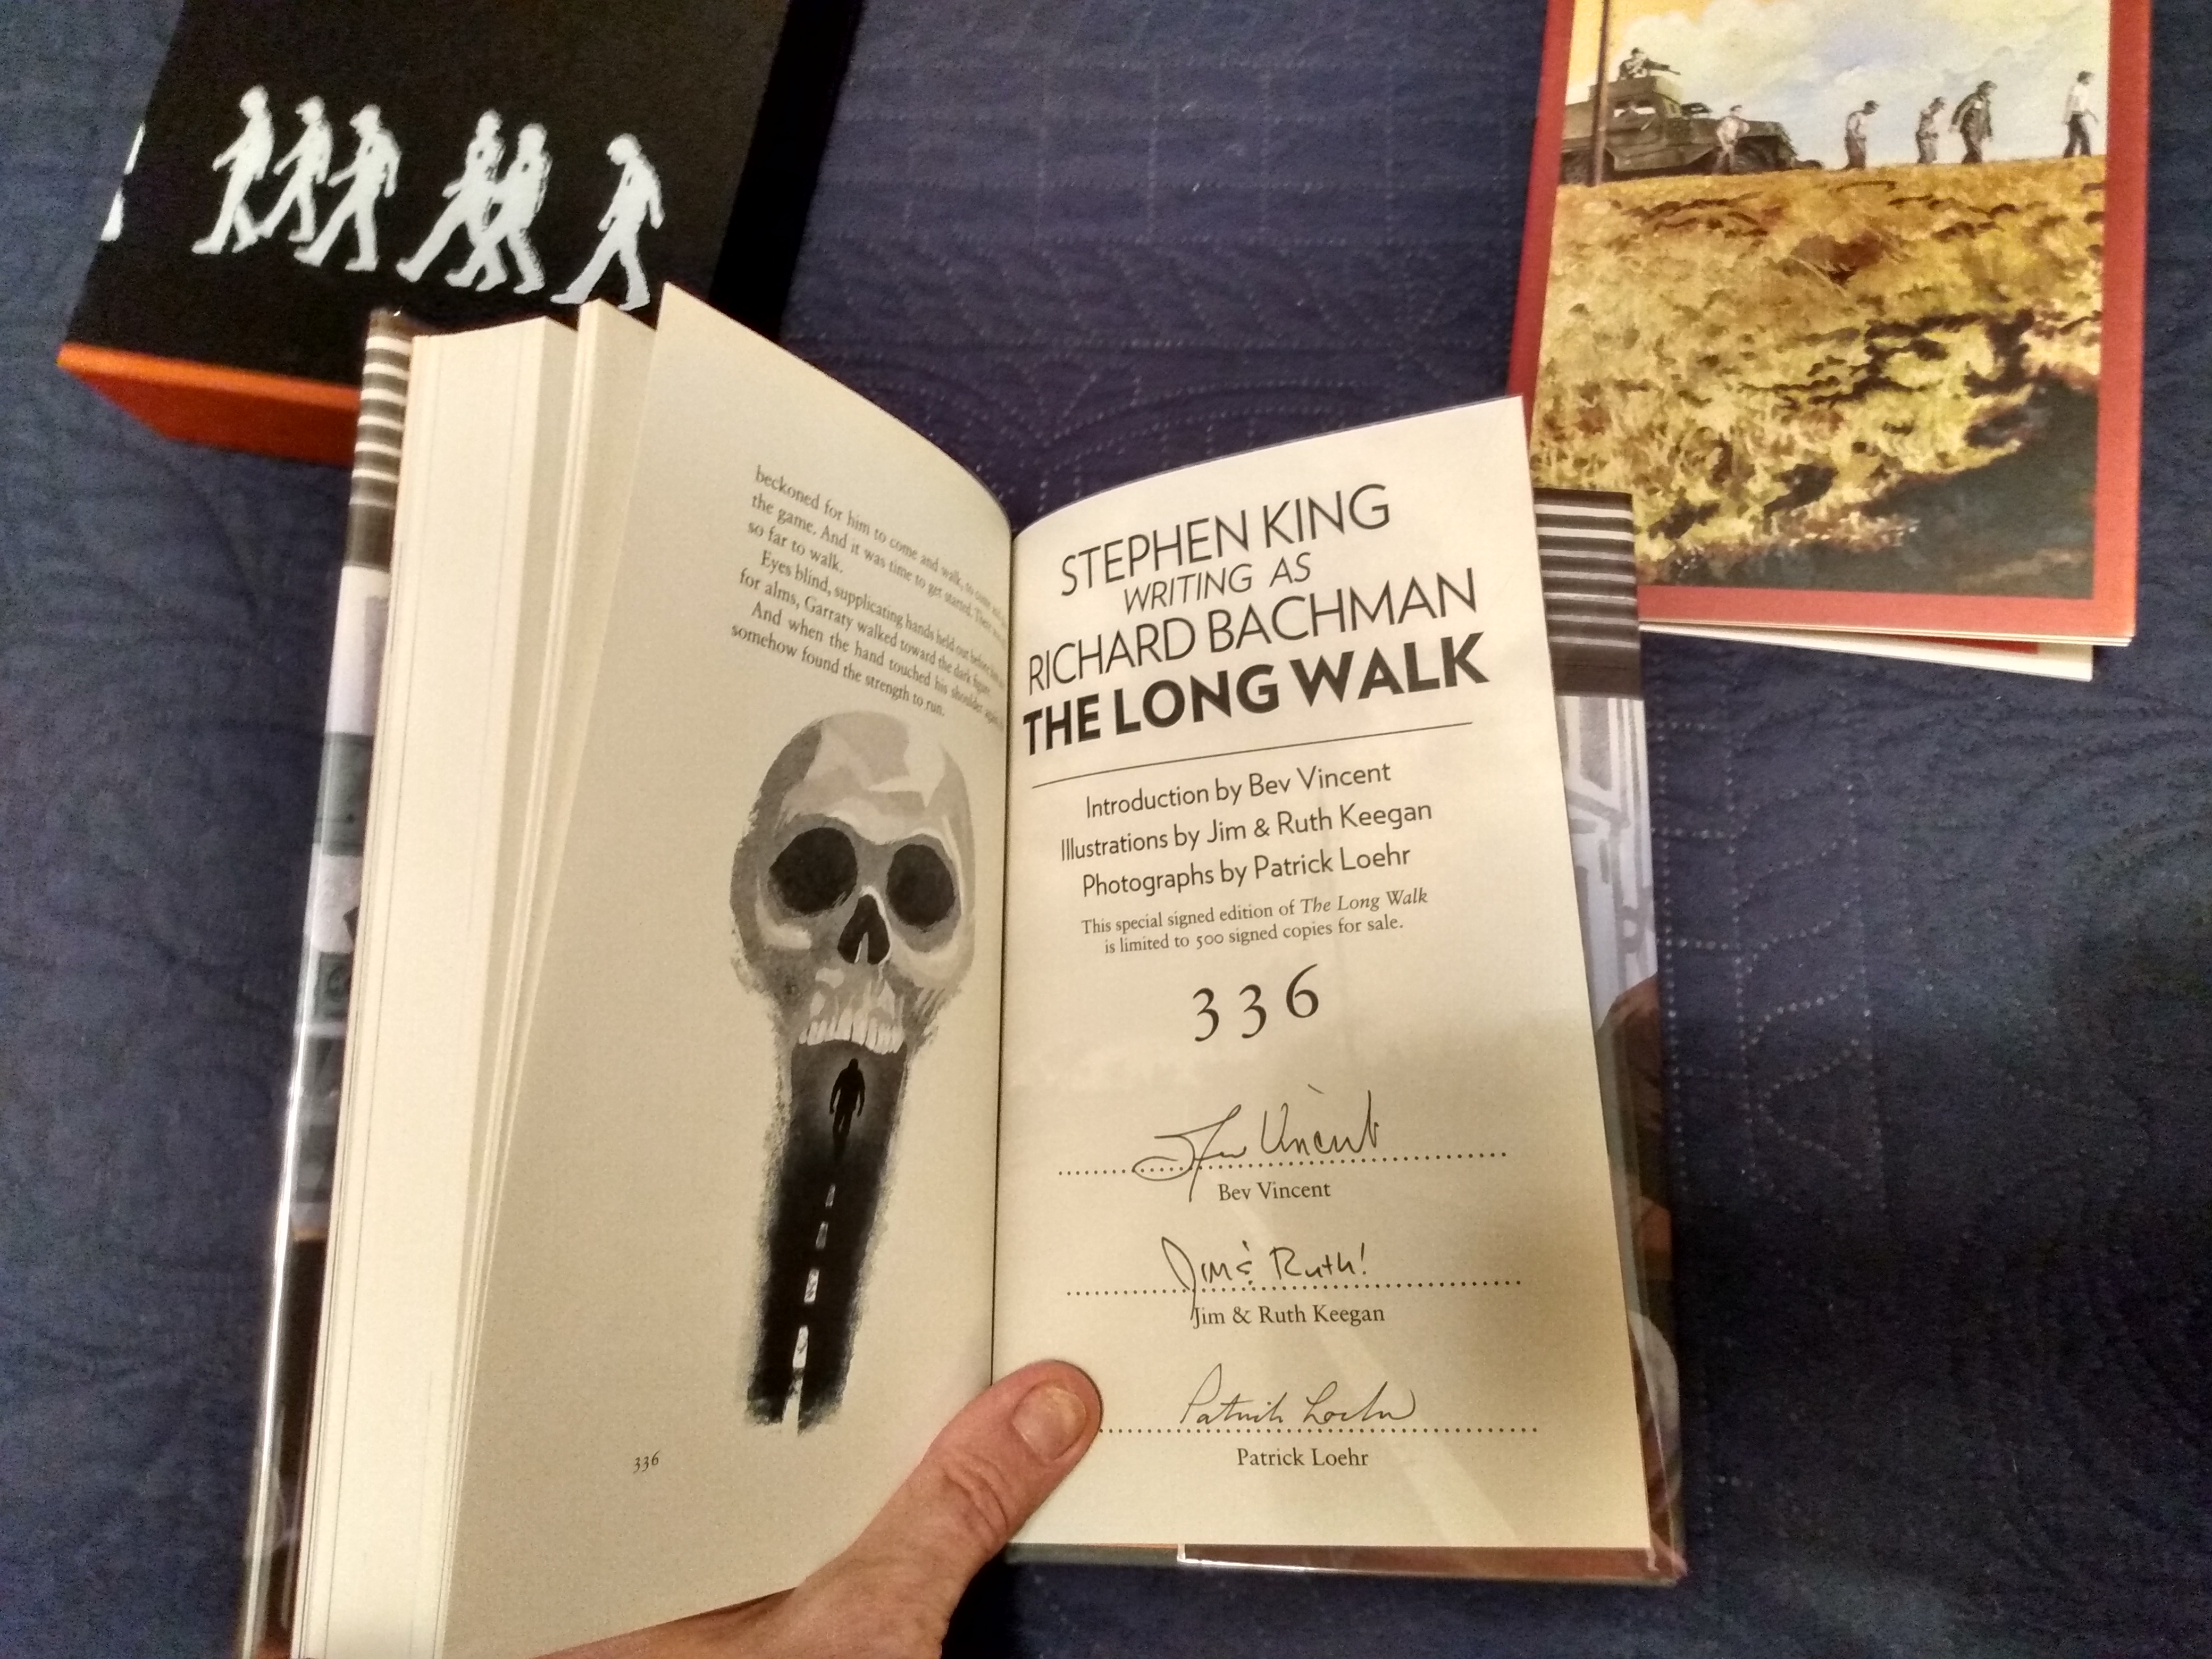 beckoned for him to come and walk, to come
the game. And it was time to get started. There
so far to walk.
Eyes blind, supplicating hands held out before him
for alms, Garraty walked toward the dark figure.
And when the hand touched his shoulder again,
somehow found the strength to run.
336
STEPHEN KING
WRITING AS
RICHARD BACHMAN
THE LONG WALK
Introduction by Bev Vincent
Illustrations by Jim & Ruth Keegan
Photographs by Patrick Loehr
This special signed edition of The Long Walk
is limited to 500 signed copies for sale.
336
Bev Vincent
Bev Vincent
Jim & Ruth!
Jim & Ruth Keegan
Patrick Loehr
Patrick Loehr